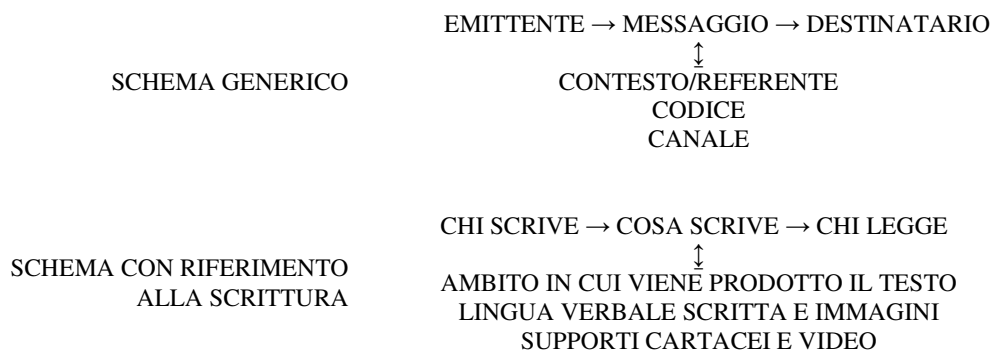 EMITTENTE → MESSAGGIO → DESTINATARIO
↕
SCHEMA GENERICO CONTESTO/REFERENTE
CODICE
CANALE
CHI SCRIVE → COSA SCRIVE → CHI LEGGE
↕
SCHEMA CON RIFERIMENTO
ALLA SCRITTURA
AMBITO IN CUI VIENE PRODOTTO IL TESTO
LINGUA VERBALE SCRITTA E IMMAGINI
SUPPORTI CARTACEI E VIDEO